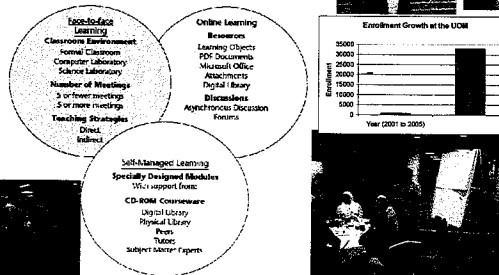 Face-to-face
Learning
Classroom Environment
Formal Classroom
Computer Laboratory
Science Laboratory
Number of Meetings
5 or fewer meetings
5 or more meetings
Teaching Strategies
Direct
Indirect
Online Learning
Resources
Learning Objects
PDF Documents
Microsoft Office
Attachments
Digital Library
Discussions
Asynchronous Discussion
Forums
Self-Managed Learning
Specially Designed Modules
With support from:
CD-ROM Courseware
Digital Library
Physical Library
Peers
Tutors
Subject Matter Experts
Enrollment Growth at the UOM
Enrollment
35000
30000
25000
20000
15000
10000
5000
0
Year (2001 to 2005)